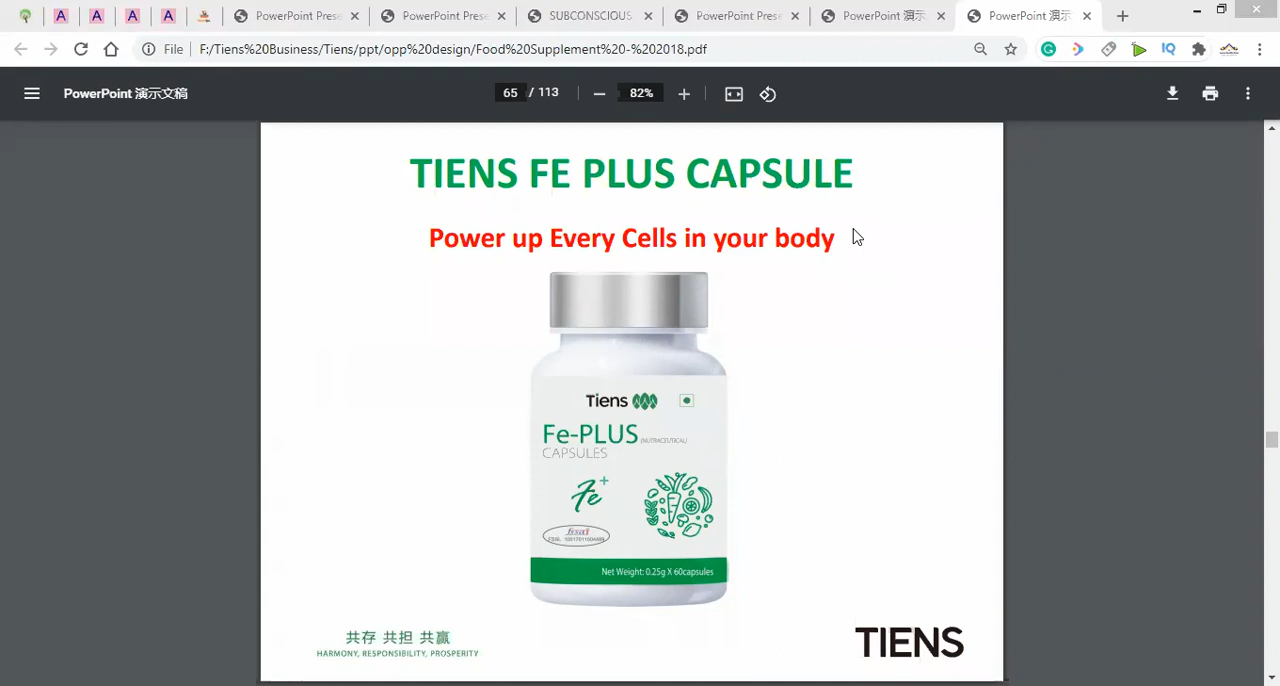 A
A
A
A
PowerPoint Prese
PowerPoint Prese
SUBCONSCIOUS
PowerPoint Prese
PowerPoint 演示
PowerPoint 演示
File
F:/Tiens%20Business/Tiens/ppt/opp%20design/Food%20Supplement%20-%202018.pdf
IQ
PowerPoint 演示文稿
65 / 113
82%
TIENS FE PLUS CAPSULE
Power up Every Cells in your body
Tiens
Fe-PLUS (NUTRACEUTICAL)
CAPSULES
Fe+
fssai
Net Weight: 0.25g X 60capsules
共存 共担 共赢
HARMONY, RESPONSIBILITY, PROSPERITY
TIENS